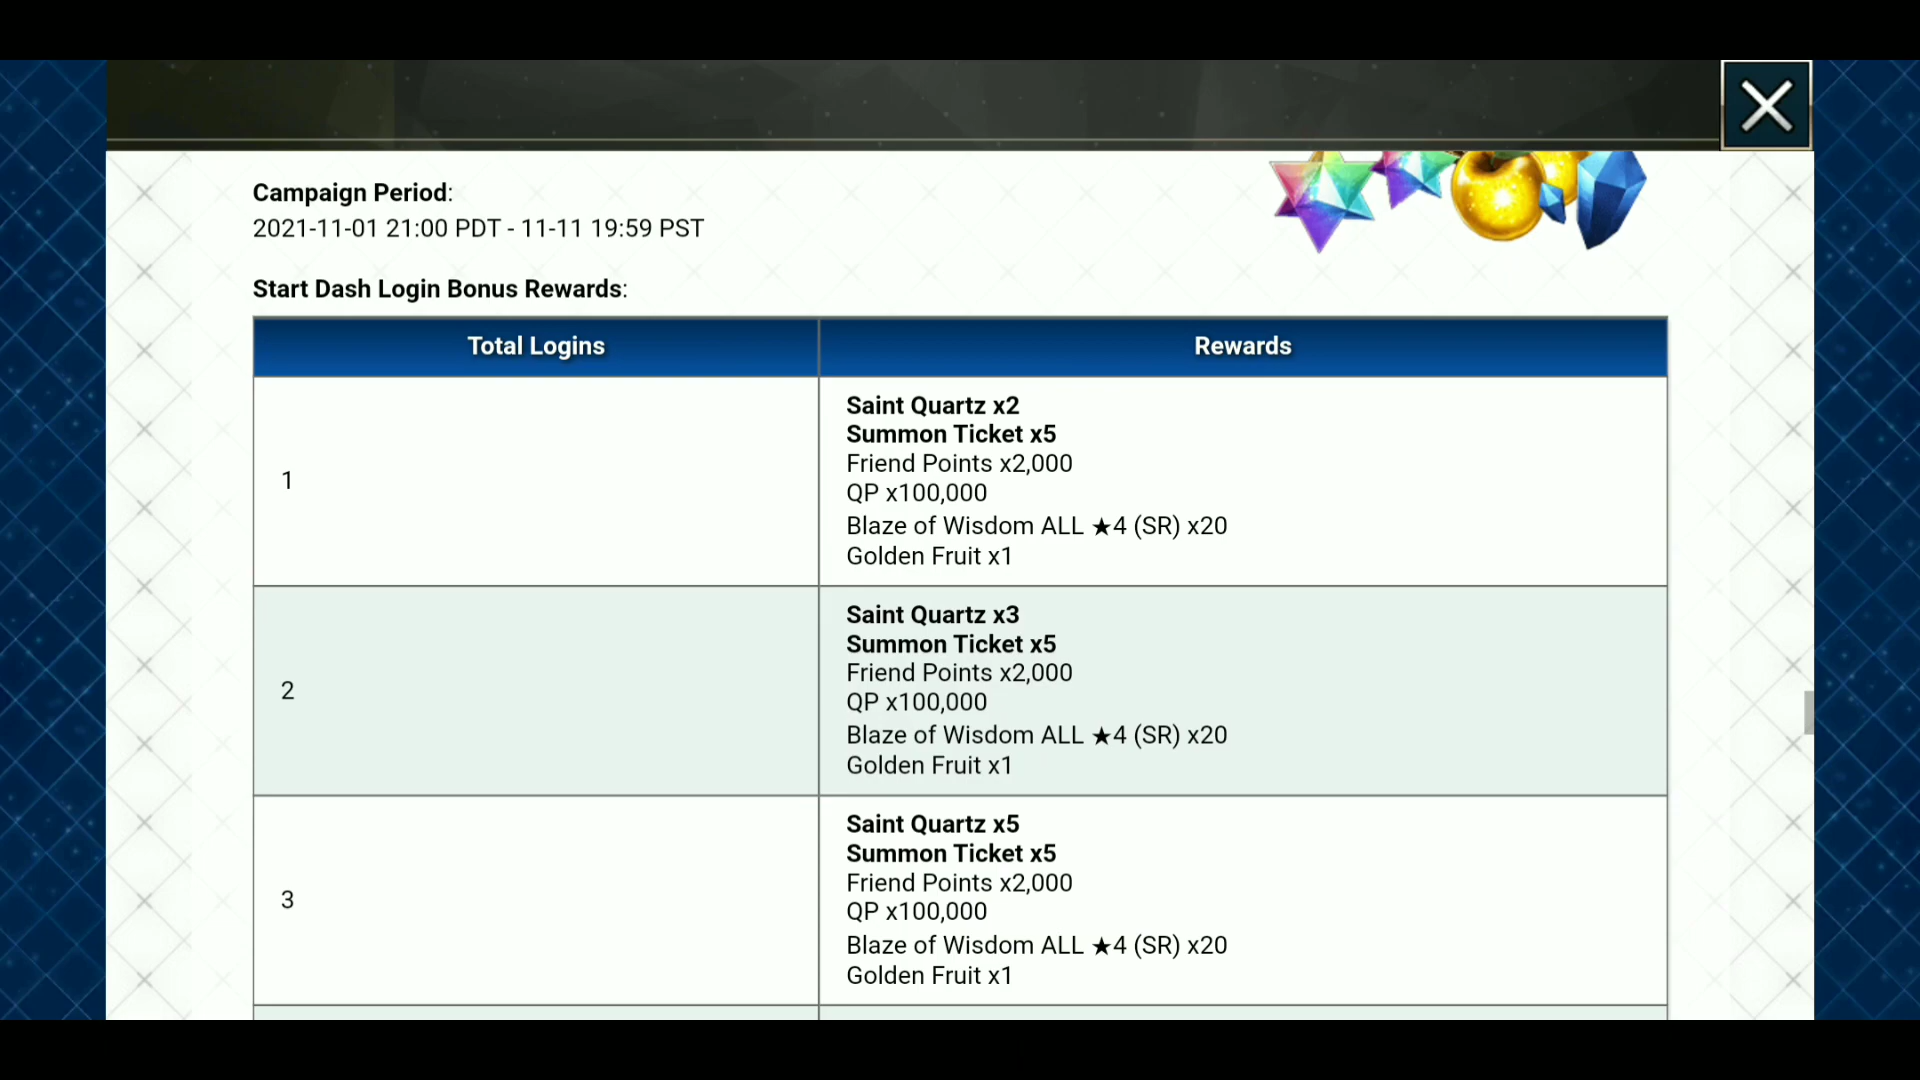 Campaign Period:
2021-11-01 21:00 PDT - 11-11 19:59 PST
Start Dash Login Bonus Rewards:
Total Logins
Rewards
1
Saint Quartz x2
Summon Ticket x5
Friend Points x2,000
QP x100,000
Blaze of Wisdom ALL ★4 (SR) x20
Golden Fruit x1
2
Saint Quartz x3
Summon Ticket x5
Friend Points x2,000
QP x100,000
Blaze of Wisdom ALL ★4 (SR) x20
Golden Fruit x1
3
Saint Quartz x5
Summon Ticket x5
Friend Points x2,000
QP x100,000
Blaze of Wisdom ALL ★4 (SR) x20
Golden Fruit x1